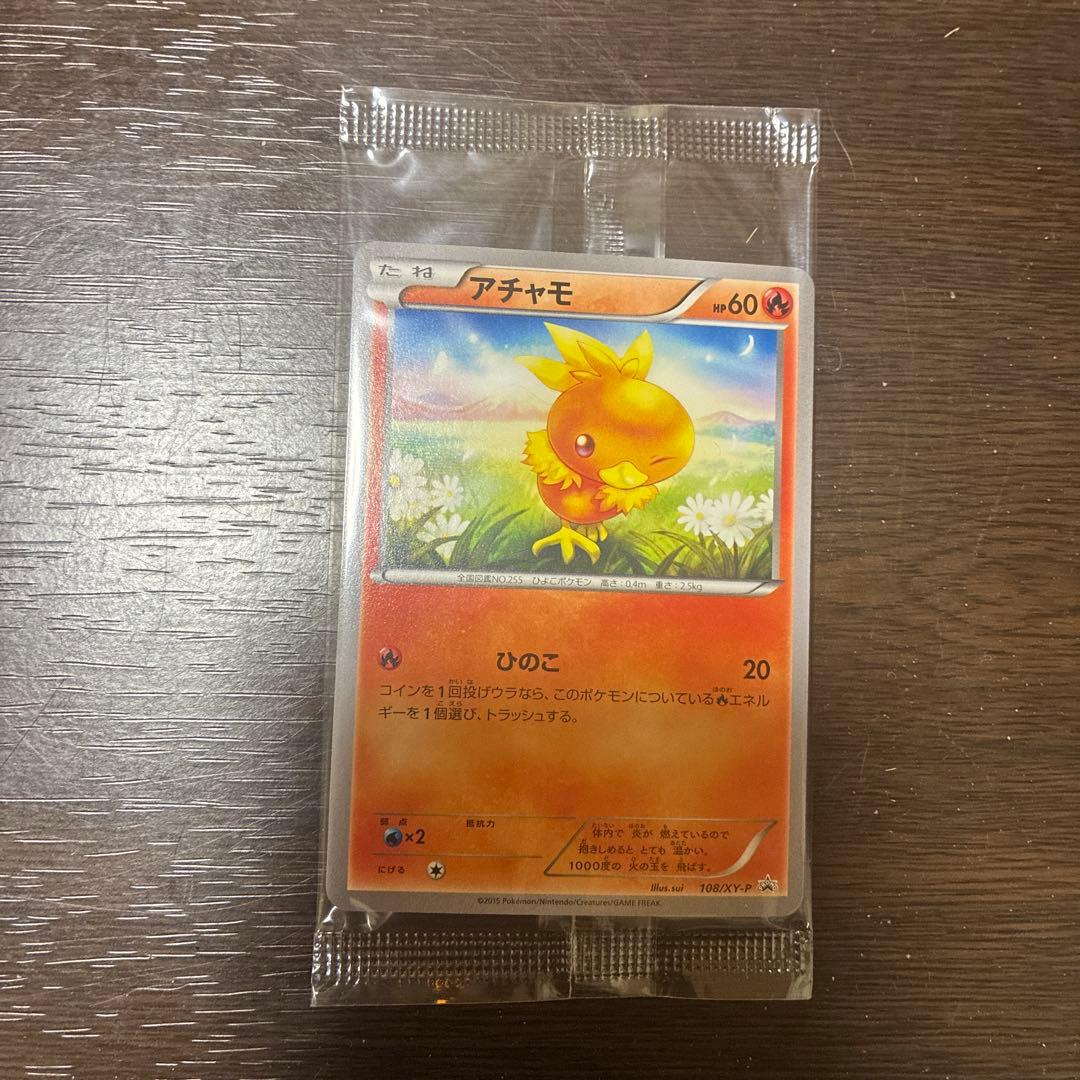 たね アチャモ HP60
全国図鑑NO.255 ひよこポケモン 高さ:0.4m 重さ:2.5kg
ひのこ 20
コインを1回投げウラなら、このポケモンについているエネル
ギーを1個選び、トラッシュする。
弱点 抵抗力
×2
にげる
体内で 炎が 燃えているので
抱きしめると とても 温かい。
1000度の 火の玉を 飛ばす。
Illus.sui 108/XY-P
©2015 Pokémon/Nintendo/Creatures/GAME FREAK